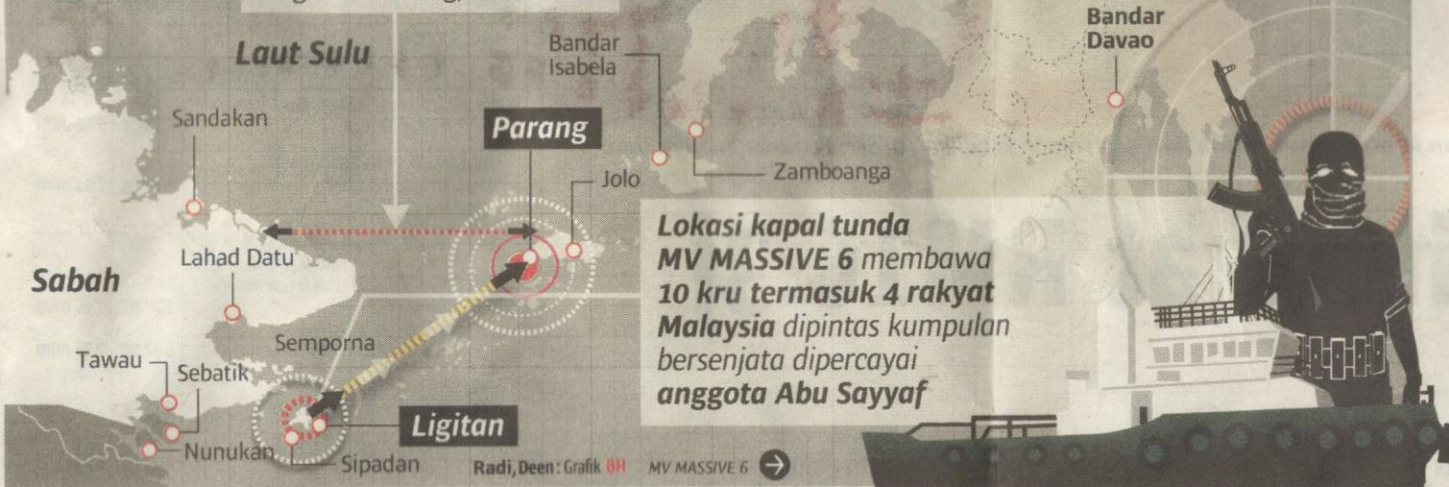 Laut Sulu
Bandar
Isabela
Bandar
Davao
Sandakan
Parang
Jolo
Zamboanga
Lahad Datu
Sabah
Lokasi kapal tunda
MV MASSIVE 6 membawa
10 kru termasuk 4 rakyat
Malaysia dipintas kumpulan
bersenjata dipercayai
anggota Abu Sayyaf
Semporna
Tawau
Sebatik
Ligitan
Nunukan
Sipadan
Radi, Deen : Grafik BH
MV MASSIVE 6